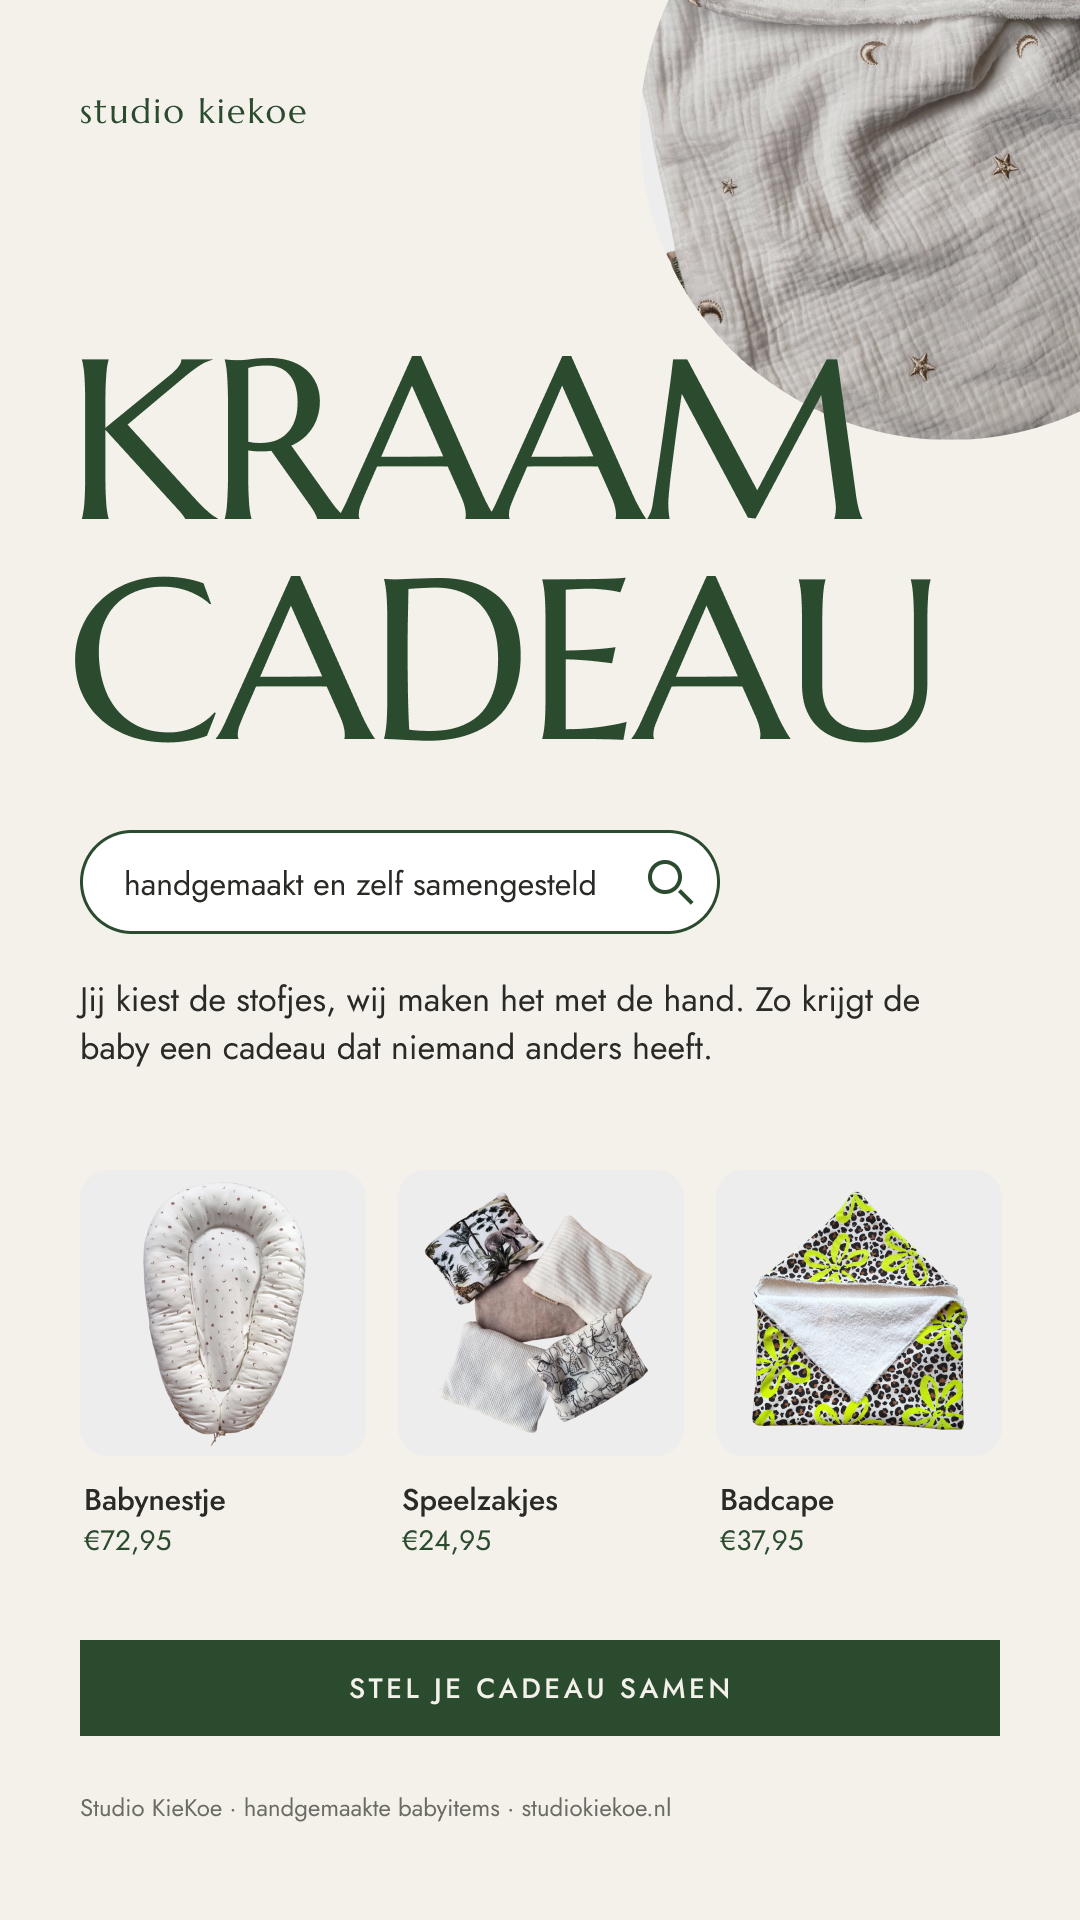 studio kiekoe
KRAAM
CADEAU
handgemaakt en zelf samengesteld
Jij kiest de stofjes, wij maken het met de hand. Zo krijgt de
baby een cadeau dat niemand anders heeft.
Babynestje
€72,95
Speelzakjes
€24,95
Badcape
€37,95
STEL JE CADEAU SAMEN
Studio KieKoe · handgemaakte babyitems · studiokiekoe.nl